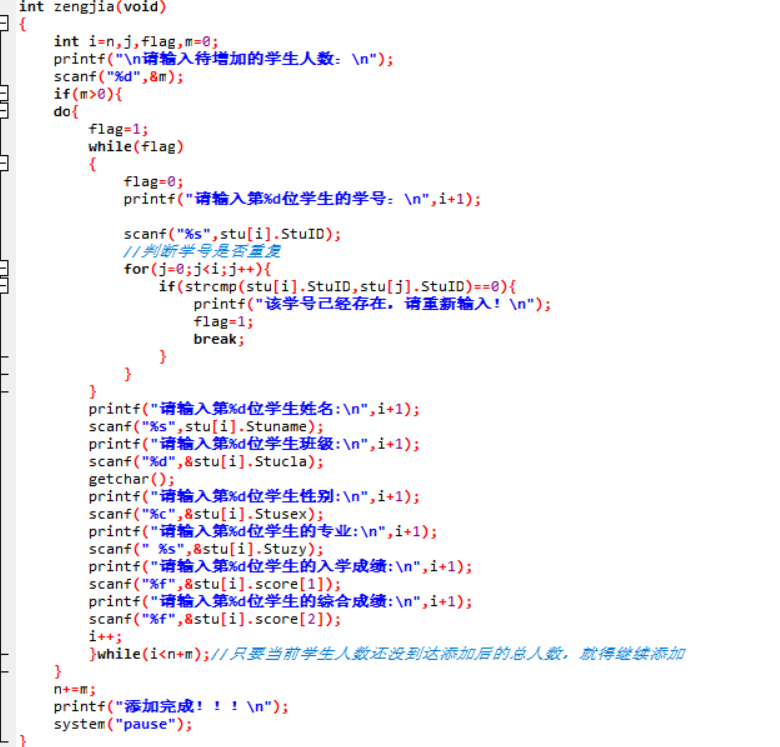 int zengjia(void)
{
    int i=n,j,flag,m=0;
    printf("\n请输入待增加的学生人数：\n");
    scanf("%d",&m);
    if(m>0){
    do{
        flag=1;
        while(flag)
        {
            flag=0;
            printf("请输入第%d位学生的学号：\n",i+1);
            scanf("%s",stu[i].StuID);
            //判断学号是否重复
            for(j=0;j<i;j++){
                if(strcmp(stu[i].StuID,stu[j].StuID)==0){
                    printf("该学号已经存在，请重新输入！\n");
                    flag=1;
                    break;
                }
            }
        }
        printf("请输入第%d位学生姓名:\n",i+1);
        scanf("%s",stu[i].Stuname);
        printf("请输入第%d位学生班级:\n",i+1);
        scanf("%d",&stu[i].Stucla);
        getchar();
        printf("请输入第%d位学生性别:\n",i+1);
        scanf("%c",&stu[i].Stusex);
        printf("请输入第%d位学生的专业:\n",i+1);
        scanf(" %s",&stu[i].Stuzy);
        printf("请输入第%d位学生的入学成绩:\n",i+1);
        scanf("%f",&stu[i].score[1]);
        printf("请输入第%d位学生的综合成绩:\n",i+1);
        scanf("%f",&stu[i].score[2]);
        i++;
        }while(i<n+m);//只要当前学生人数还没到达添加后的总人数，就得继续添加
    }
    n+=m;
    printf("添加完成！！！\n");
    system("pause");
}